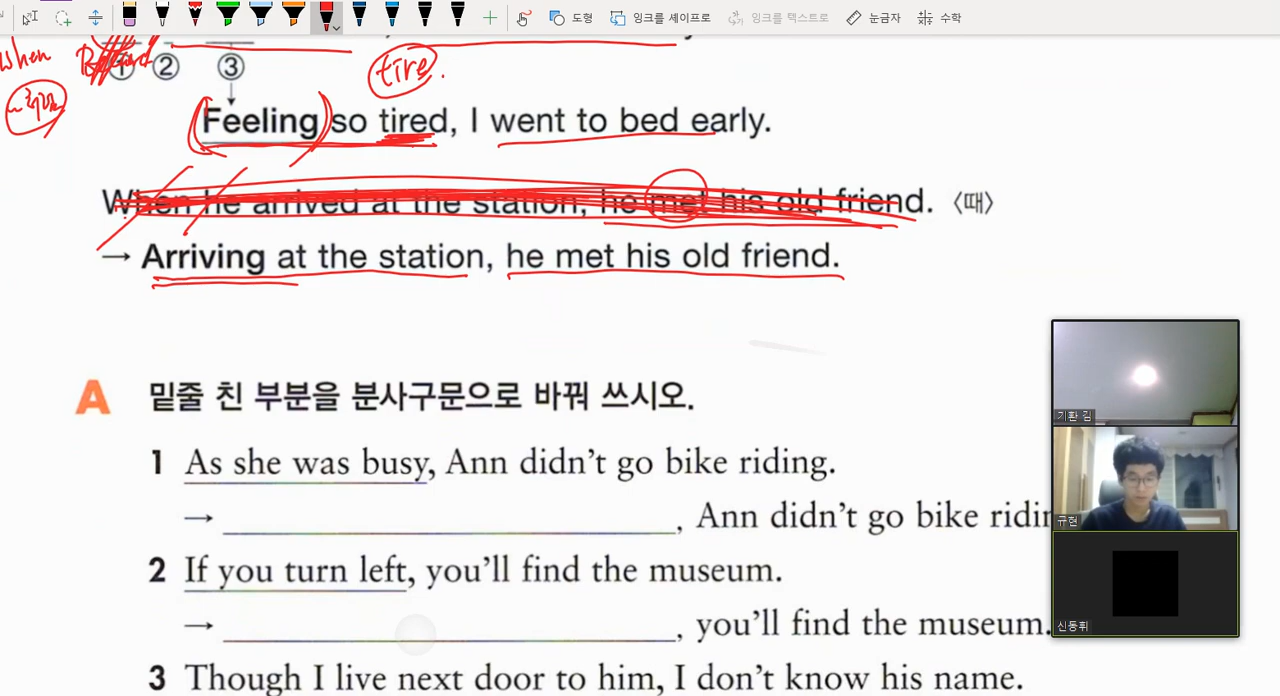 도형 잉크를 셰이프로 잉크를 텍스트로 눈금자 수학
when
① ② ③
tire.
Feeling so tired, I went to bed early.
When he arrived at the station, he met his old friend. 〈때〉
→ Arriving at the station, he met his old friend.
A 밑줄 친 부분을 분사구문으로 바꿔 쓰시오.
1 As she was busy, Ann didn't go bike riding.
→ , Ann didn't go bike ridin
2 If you turn left, you'll find the museum.
→ , you'll find the museum.
3 Though I live next door to him, I don't know his name.
기환 김
규현
신동휘